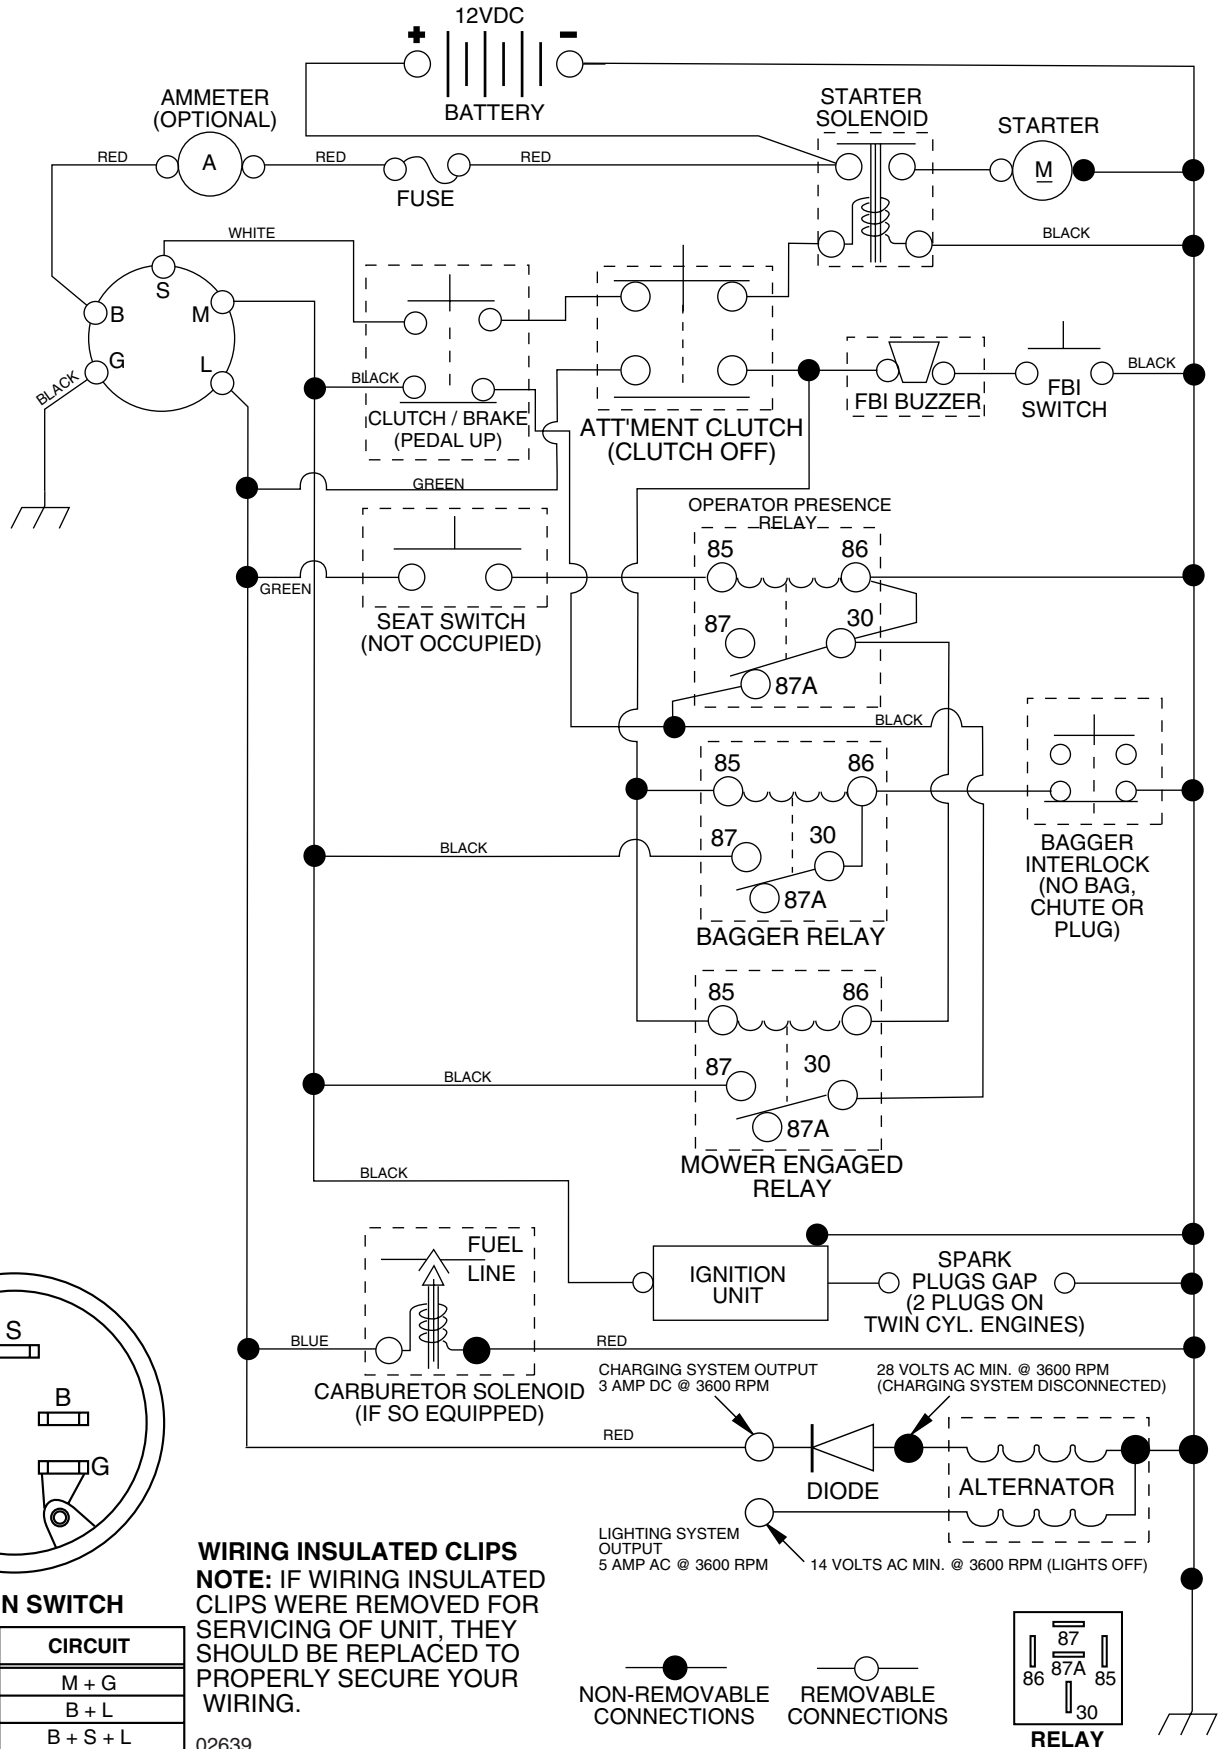 12VDC
+ −
BATTERY
AMMETER
(OPTIONAL)
STARTER
SOLENOID
STARTER
RED
A
RED
RED
FUSE
M
WHITE
BLACK
S
B
M
G
L
BLACK
BLACK
CLUTCH / BRAKE
(PEDAL UP)
ATT'MENT CLUTCH
(CLUTCH OFF)
FBI BUZZER
FBI
SWITCH
BLACK
GREEN
OPERATOR PRESENCE
RELAY
85
86
GREEN
SEAT SWITCH
(NOT OCCUPIED)
87
30
87A
BLACK
85
86
BLACK
87
30
87A
BAGGER RELAY
BAGGER
INTERLOCK
(NO BAG,
CHUTE OR
PLUG)
85
86
BLACK
87
30
87A
MOWER ENGAGED
RELAY
BLACK
FUEL
LINE
IGNITION
UNIT
SPARK
PLUGS GAP
(2 PLUGS ON
TWIN CYL. ENGINES)
BLUE
RED
CARBURETOR SOLENOID
(IF SO EQUIPPED)
CHARGING SYSTEM OUTPUT
3 AMP DC @ 3600 RPM
28 VOLTS AC MIN. @ 3600 RPM
(CHARGING SYSTEM DISCONNECTED)
RED
DIODE
ALTERNATOR
LIGHTING SYSTEM
OUTPUT
5 AMP AC @ 3600 RPM
14 VOLTS AC MIN. @ 3600 RPM (LIGHTS OFF)
S
B
G
N SWITCH
CIRCUIT
M + G
B + L
B + S + L
WIRING INSULATED CLIPS
NOTE: IF WIRING INSULATED
CLIPS WERE REMOVED FOR
SERVICING OF UNIT, THEY
SHOULD BE REPLACED TO
PROPERLY SECURE YOUR
WIRING.
02639
NON-REMOVABLE
CONNECTIONS
REMOVABLE
CONNECTIONS
87
86
87A
85
30
RELAY